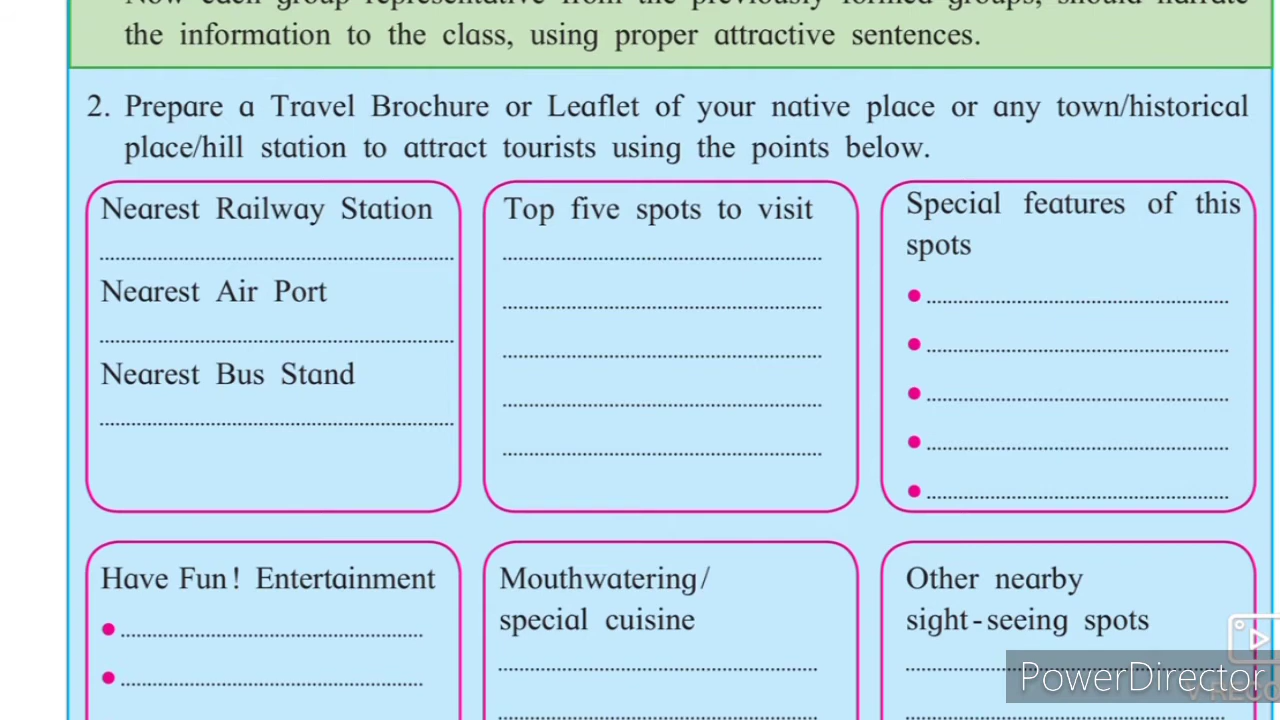 the information to the class, using proper attractive sentences.
2. Prepare a Travel Brochure or Leaflet of your native place or any town/historical
place/hill station to attract tourists using the points below.
Nearest Railway Station
Nearest Air Port
Nearest Bus Stand
Top five spots to visit
Special features of this
spots
Have Fun! Entertainment
Mouthwatering/
special cuisine
Other nearby
sight-seeing spots
PowerDirector